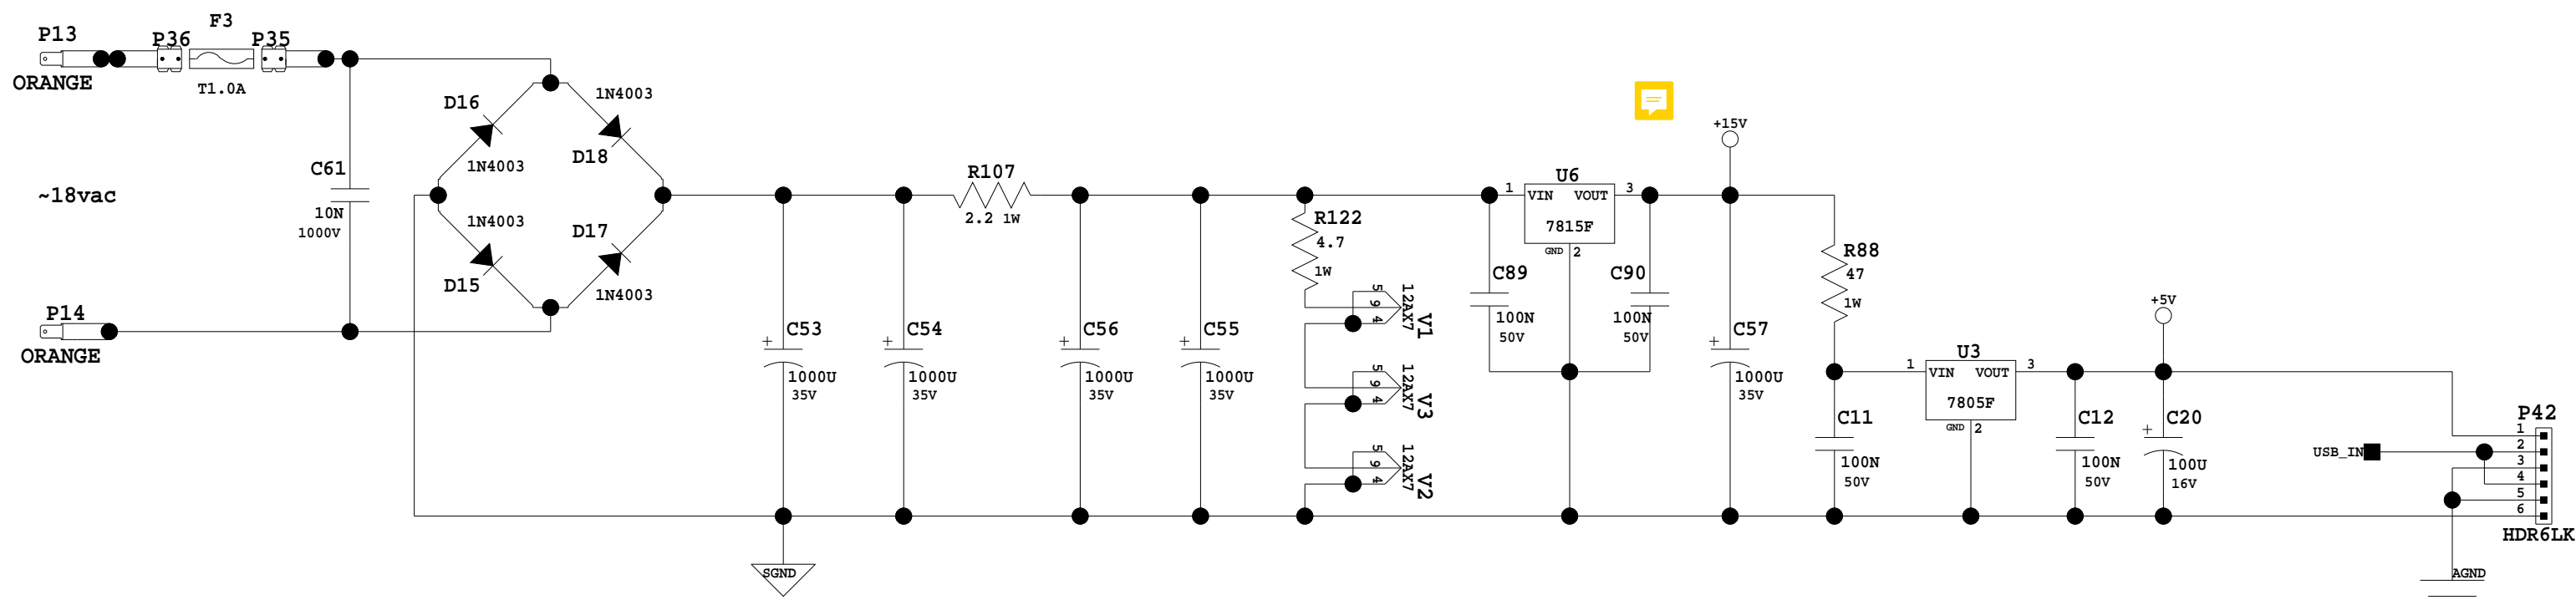 F3
P13
P36
P35
ORANGE
T1.0A
D16
1N4003
1N4003
D18
C61
10N
1000V
~18vac
1N4003
D17
D15
1N4003
P14
ORANGE
R107
2.2 1W
C53
1000U
35V
C54
1000U
35V
C56
1000U
35V
C55
1000U
35V
SGND
R122
4.7
1W
5
9
4
12AX7
V1
5
9
4
12AX7
V3
5
9
4
12AX7
V2
U6
1
VIN VOUT
3
7815F
GND
2
C89
100N
50V
C90
100N
50V
+15V
C57
1000U
35V
R88
47
1W
C11
100N
50V
U3
1
VIN VOUT
3
7805F
GND
2
C12
100N
50V
+5V
C20
100U
16V
USB_IN
P42
1
2
3
4
5
6
HDR6LK
AGND